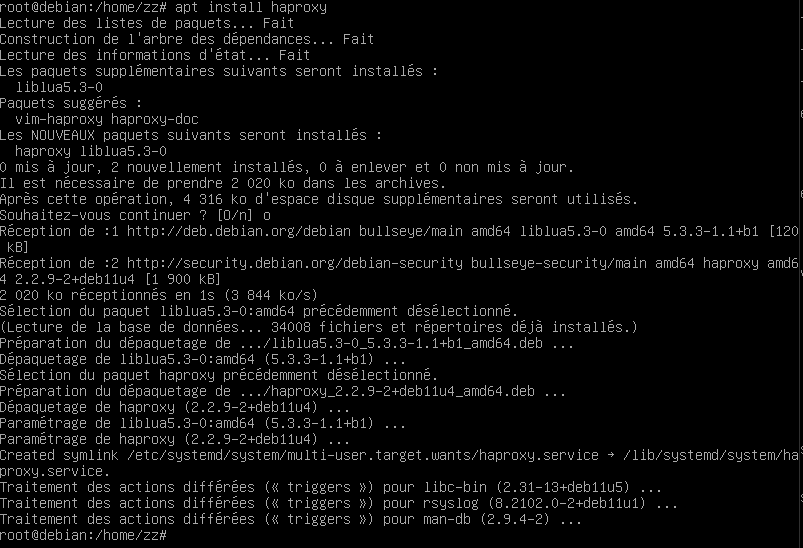 root@debian:/home/zz# apt install haproxy
Lecture des listes de paquets... Fait
Construction de l'arbre des dépendances... Fait
Lecture des informations d'état... Fait
Les paquets supplémentaires suivants seront installés :
  liblua5.3-0
Paquets suggérés :
  vim-haproxy haproxy-doc
Les NOUVEAUX paquets suivants seront installés :
  haproxy liblua5.3-0
0 mis à jour, 2 nouvellement installés, 0 à enlever et 0 non mis à jour.
Il est nécessaire de prendre 2 020 ko dans les archives.
Après cette opération, 4 316 ko d'espace disque supplémentaires seront utilisés.
Souhaitez-vous continuer ? [O/n] o
Réception de :1 http://deb.debian.org/debian bullseye/main amd64 liblua5.3-0 amd64 5.3.3-1.1+b1 [120
 kB]
Réception de :2 http://security.debian.org/debian-security bullseye-security/main amd64 haproxy amd6
4 2.2.9-2+deb11u4 [1 900 kB]
2 020 ko réceptionnés en 1s (3 844 ko/s)
Sélection du paquet liblua5.3-0:amd64 précédemment désélectionné.
(Lecture de la base de données... 34008 fichiers et répertoires déjà installés.)
Préparation du dépaquetage de .../liblua5.3-0_5.3.3-1.1+b1_amd64.deb ...
Dépaquetage de liblua5.3-0:amd64 (5.3.3-1.1+b1) ...
Sélection du paquet haproxy précédemment désélectionné.
Préparation du dépaquetage de .../haproxy_2.2.9-2+deb11u4_amd64.deb ...
Dépaquetage de haproxy (2.2.9-2+deb11u4) ...
Paramétrage de liblua5.3-0:amd64 (5.3.3-1.1+b1) ...
Paramétrage de haproxy (2.2.9-2+deb11u4) ...
Created symlink /etc/systemd/system/multi-user.target.wants/haproxy.service → /lib/systemd/system/ha
proxy.service.
Traitement des actions différées (« triggers ») pour libc-bin (2.31-13+deb11u5) ...
Traitement des actions différées (« triggers ») pour rsyslog (8.2102.0-2+deb11u1) ...
Traitement des actions différées (« triggers ») pour man-db (2.9.4-2) ...
root@debian:/home/zz#